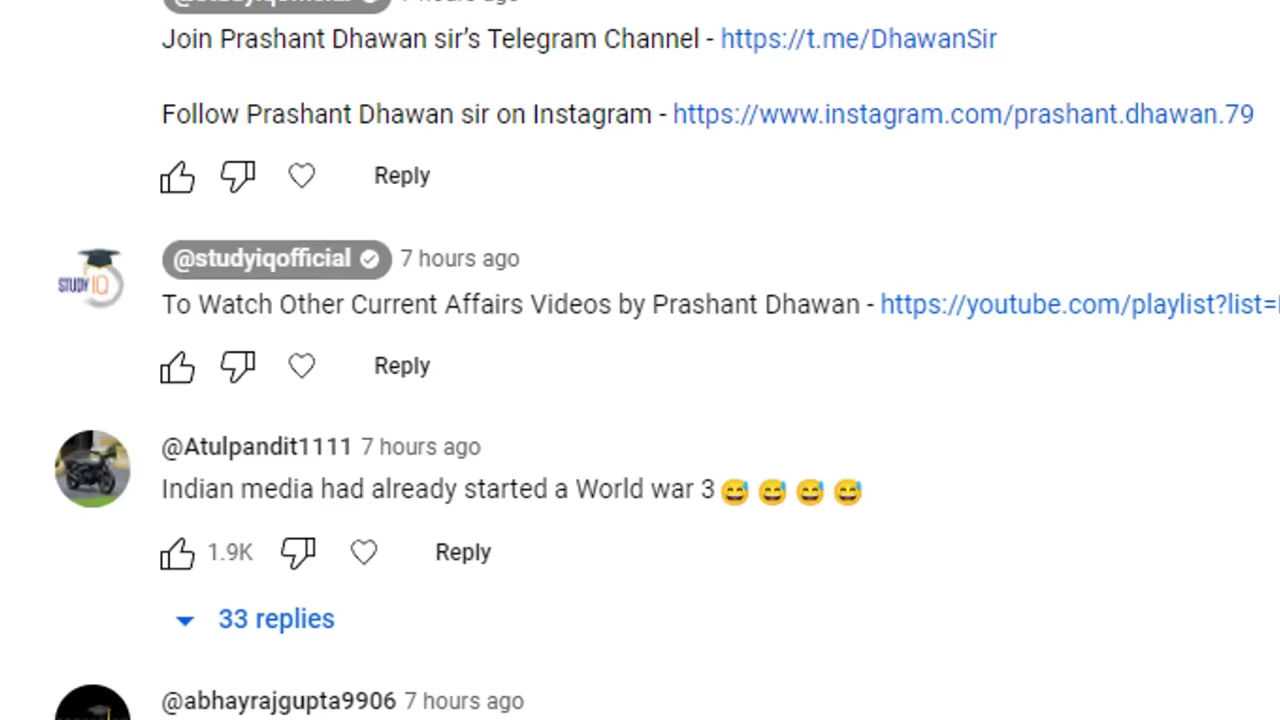 Join Prashant Dhawan sir's Telegram Channel - https://t.me/DhawanSir
Follow Prashant Dhawan sir on Instagram - https://www.instagram.com/prashant.dhawan.79
Reply
STUDY IQ
@studyiqofficial 7 hours ago
To Watch Other Current Affairs Videos by Prashant Dhawan - https://youtube.com/playlist?list=
Reply
@Atulpandit1111 7 hours ago
Indian media had already started a World war 3😅 😅 😅 😅
1.9K Reply
33 replies
@abhayrajgupta9906 7 hours ago